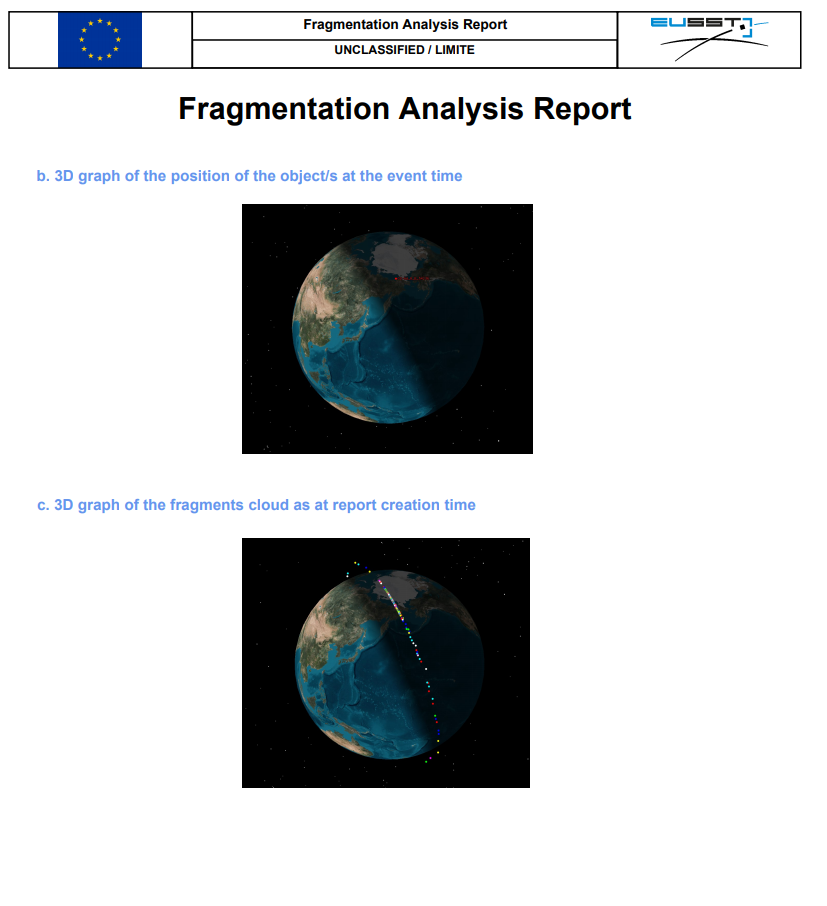 Fragmentation Analysis Report
UNCLASSIFIED / LIMITE
EUSST
Fragmentation Analysis Report
b. 3D graph of the position of the object/s at the event time
c. 3D graph of the fragments cloud as at report creation time